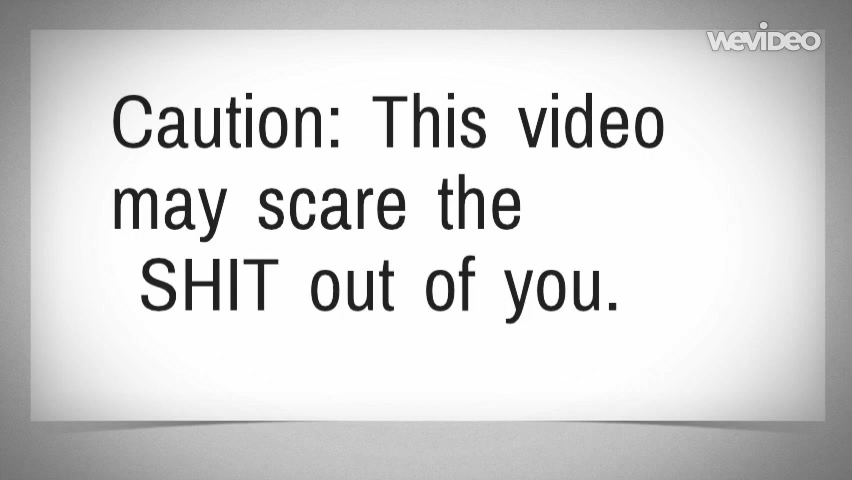 WEVIDEO
Caution: This video
may scare the
SHIT out of you.